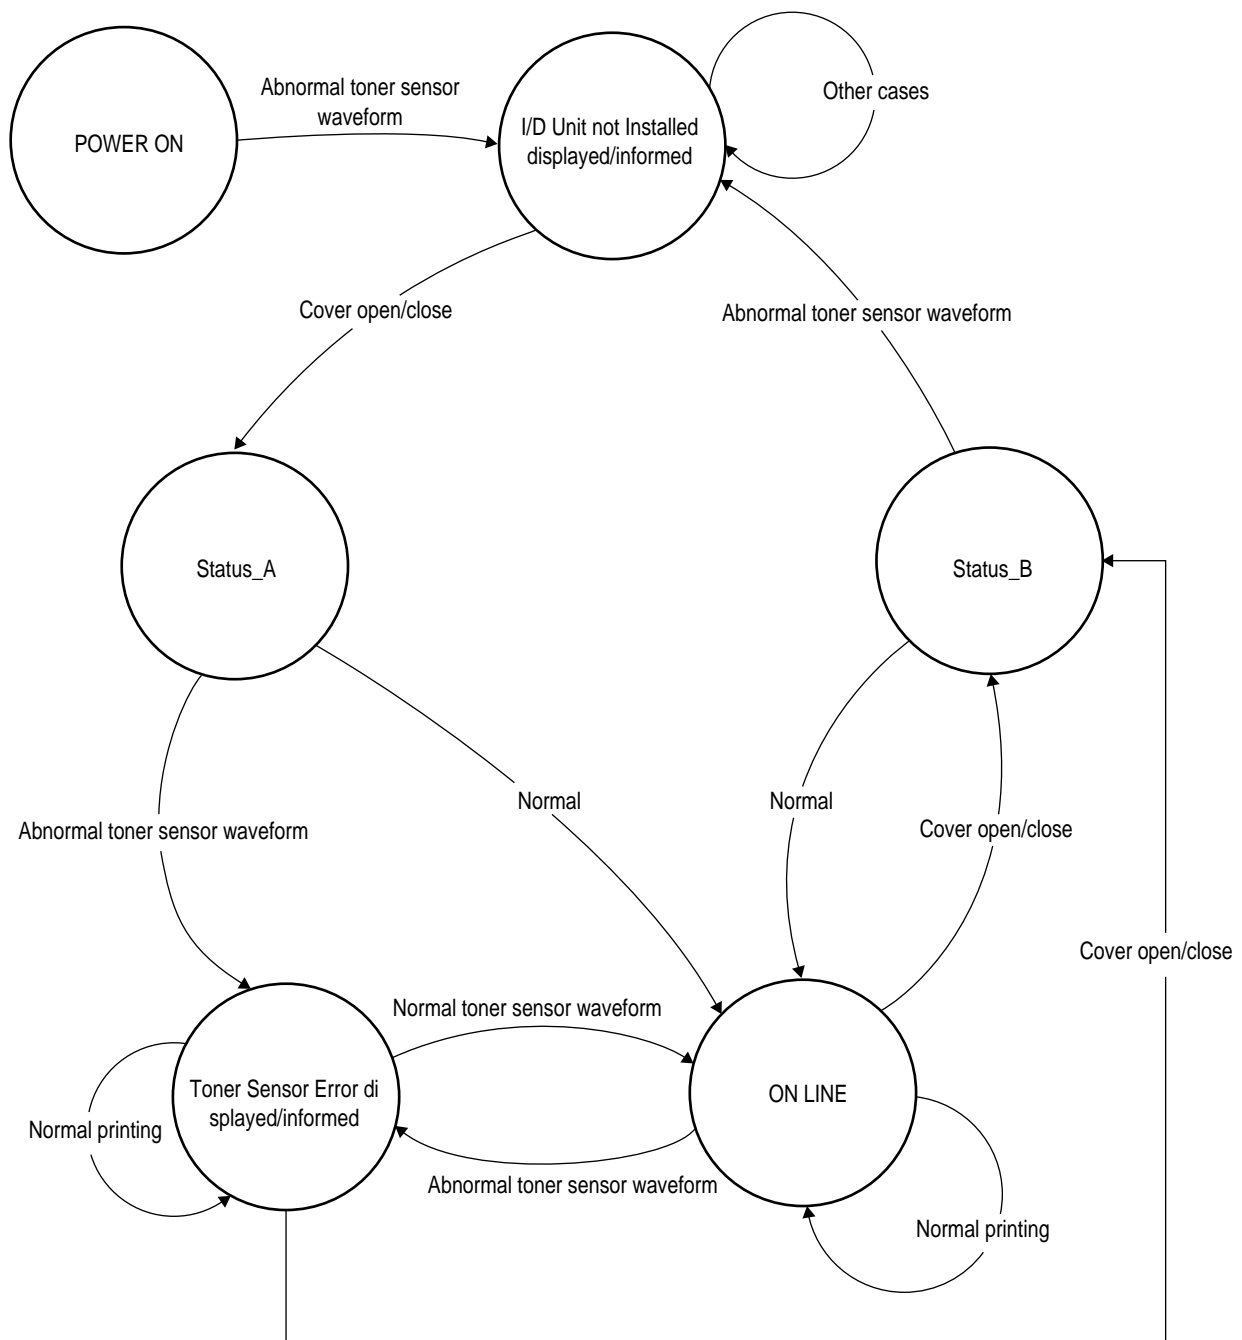 Abnormal toner sensor
waveform
Other cases
POWER ON
I/D Unit not Installed
displayed/informed
Cover open/close
Abnormal toner sensor waveform
Status_A
Status_B
Normal
Normal
Abnormal toner sensor waveform
Cover open/close
Cover open/close
Normal toner sensor waveform
Toner Sensor Error di
splayed/informed
ON LINE
Normal printing
Abnormal toner sensor waveform
Normal printing